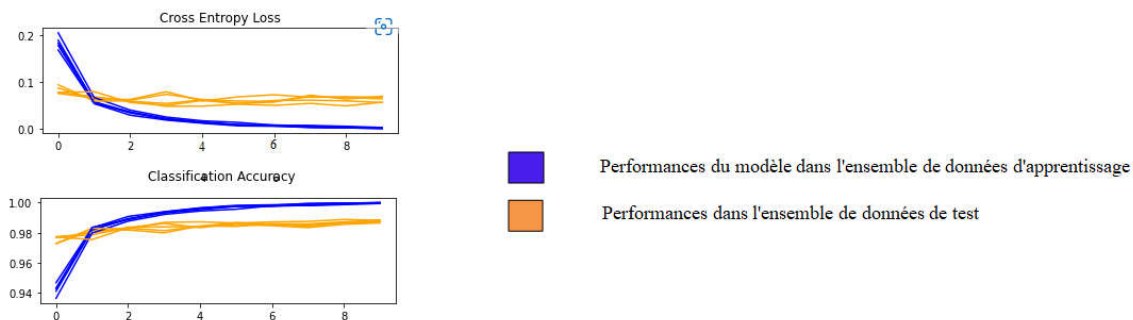 Cross Entropy Loss
0.2
0.1
0.0
0 2 4 6 8
Classification Accuracy
4 6
1.00
0.98
0.96
0.94
0 2 4 6 8
Performances du modèle dans l'ensemble de données d'apprentissage
Performances dans l'ensemble de données de test